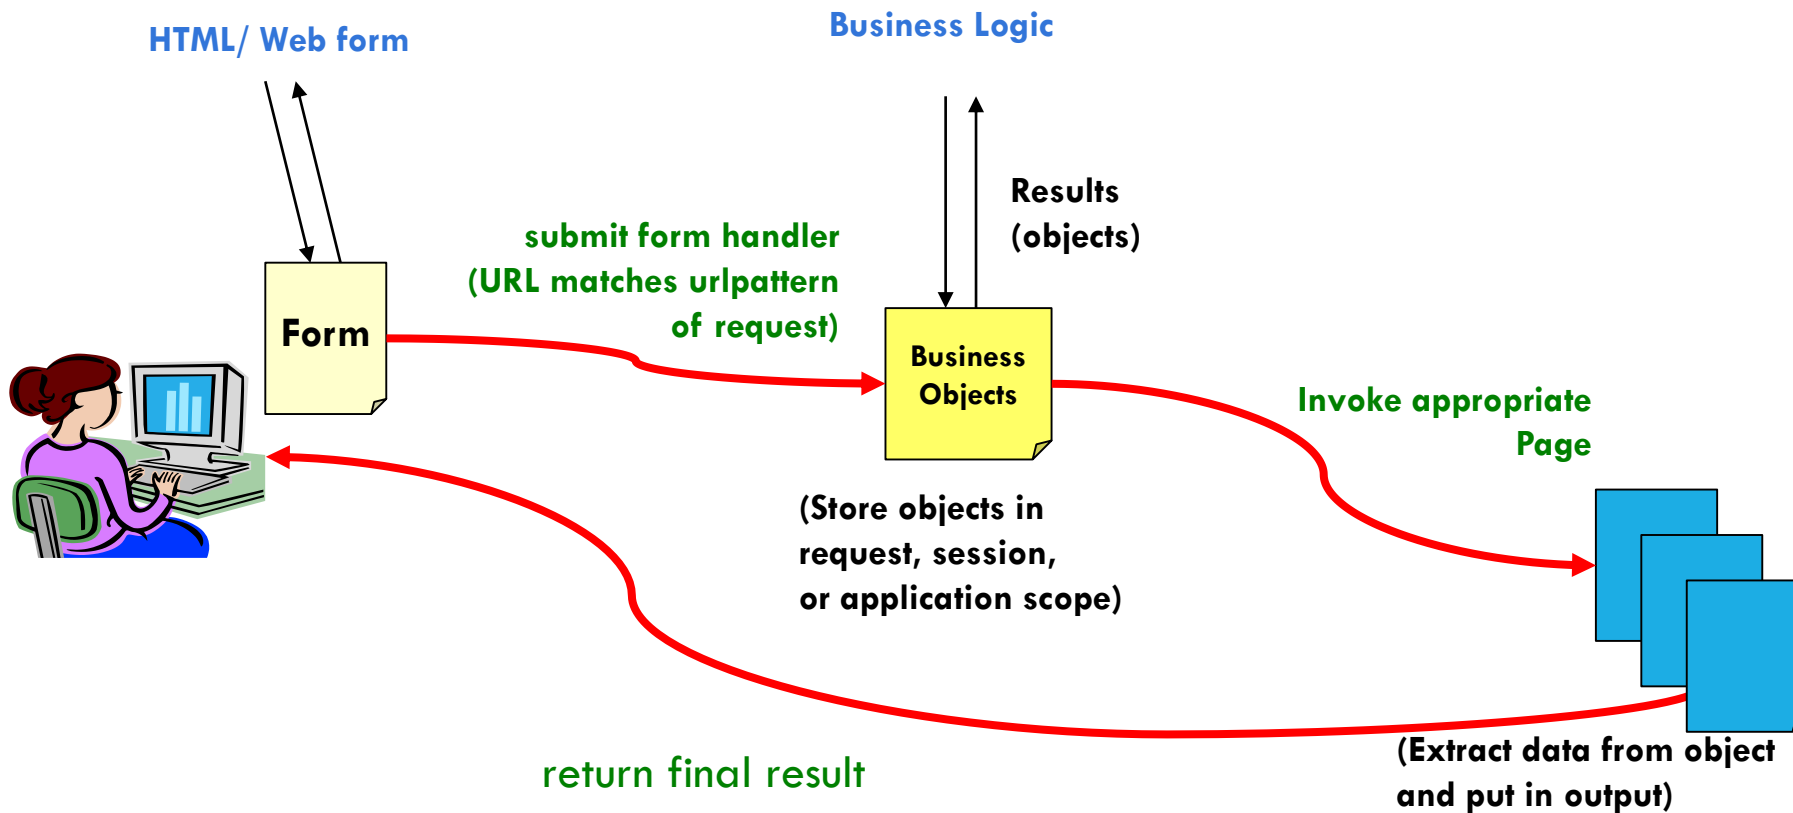 HTML/ Web form
Business Logic
Results
(objects)
submit form handler
(URL matches urlpattern
of request)
Form
Business
Objects
Invoke appropriate
Page
(Store objects in
request, session,
or application scope)
return final result
(Extract data from object
and put in output)